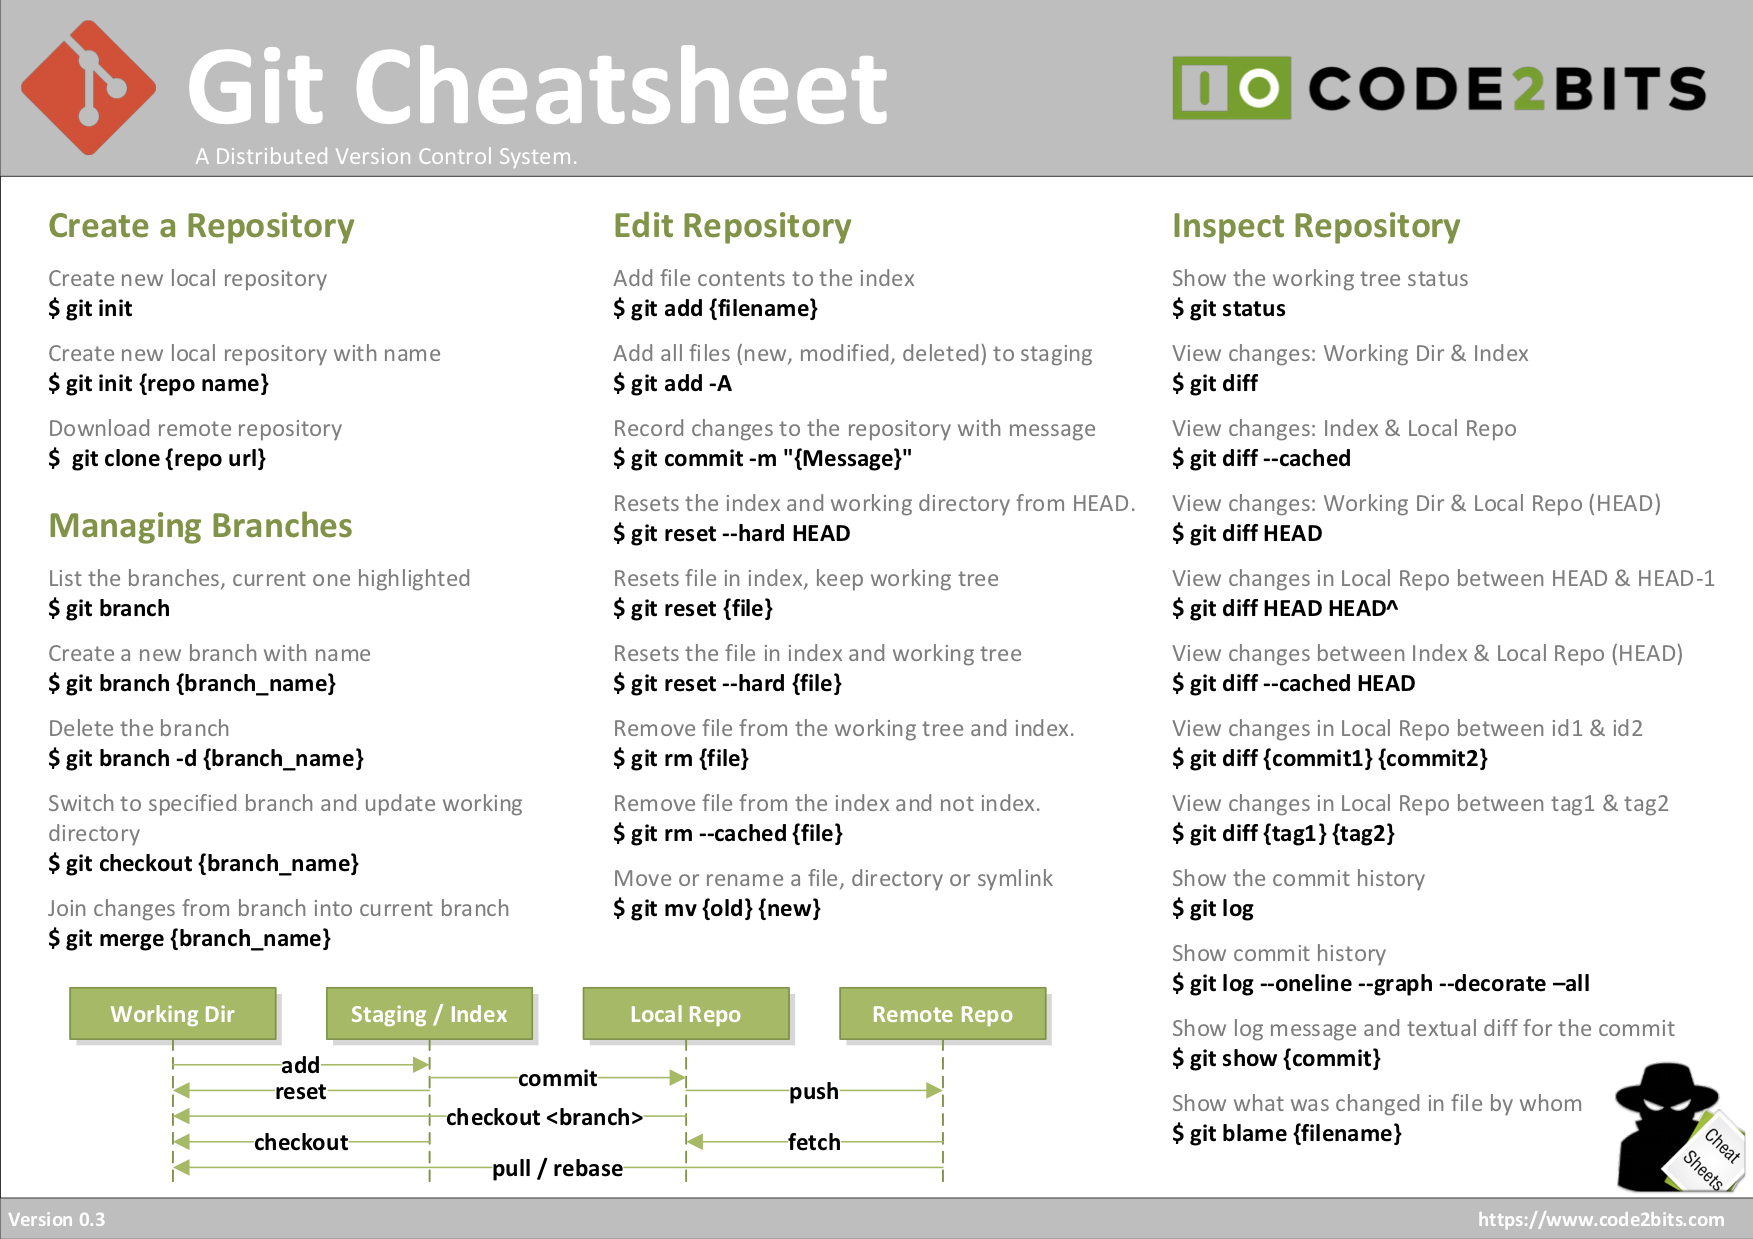 Git Cheatsheet
A Distributed Version Control System.
IO CODE2BITS
Create a Repository
Create new local repository
$ git init
Create new local repository with name
$ git init {repo name}
Download remote repository
$  git clone {repo url}
Managing Branches
List the branches, current one highlighted
$ git branch
Create a new branch with name
$ git branch {branch_name}
Delete the branch
$ git branch -d {branch_name}
Switch to specified branch and update working
directory
$ git checkout {branch_name}
Join changes from branch into current branch
$ git merge {branch_name}
Edit Repository
Add file contents to the index
$ git add {filename}
Add all files (new, modified, deleted) to staging
$ git add -A
Record changes to the repository with message
$ git commit -m "{Message}"
Resets the index and working directory from HEAD.
$ git reset --hard HEAD
Resets file in index, keep working tree
$ git reset {file}
Resets the file in index and working tree
$ git reset --hard {file}
Remove file from the working tree and index.
$ git rm {file}
Remove file from the index and not index.
$ git rm --cached {file}
Move or rename a file, directory or symlink
$ git mv {old} {new}
Inspect Repository
Show the working tree status
$ git status
View changes: Working Dir & Index
$ git diff
View changes: Index & Local Repo
$ git diff --cached
View changes: Working Dir & Local Repo (HEAD)
$ git diff HEAD
View changes in Local Repo between HEAD & HEAD-1
$ git diff HEAD HEAD^
View changes between Index & Local Repo (HEAD)
$ git diff --cached HEAD
View changes in Local Repo between id1 & id2
$ git diff {commit1} {commit2}
View changes in Local Repo between tag1 & tag2
$ git diff {tag1} {tag2}
Show the commit history
$ git log
Show commit history
$ git log --oneline --graph --decorate –all
Show log message and textual diff for the commit
$ git show {commit}
Show what was changed in file by whom
$ git blame {filename}
Working Dir
Staging / Index
Local Repo
Remote Repo
add
commit
reset
push
checkout <branch>
checkout
fetch
pull / rebase
Cheat
Sheets
Version 0.3
https://www.code2bits.com